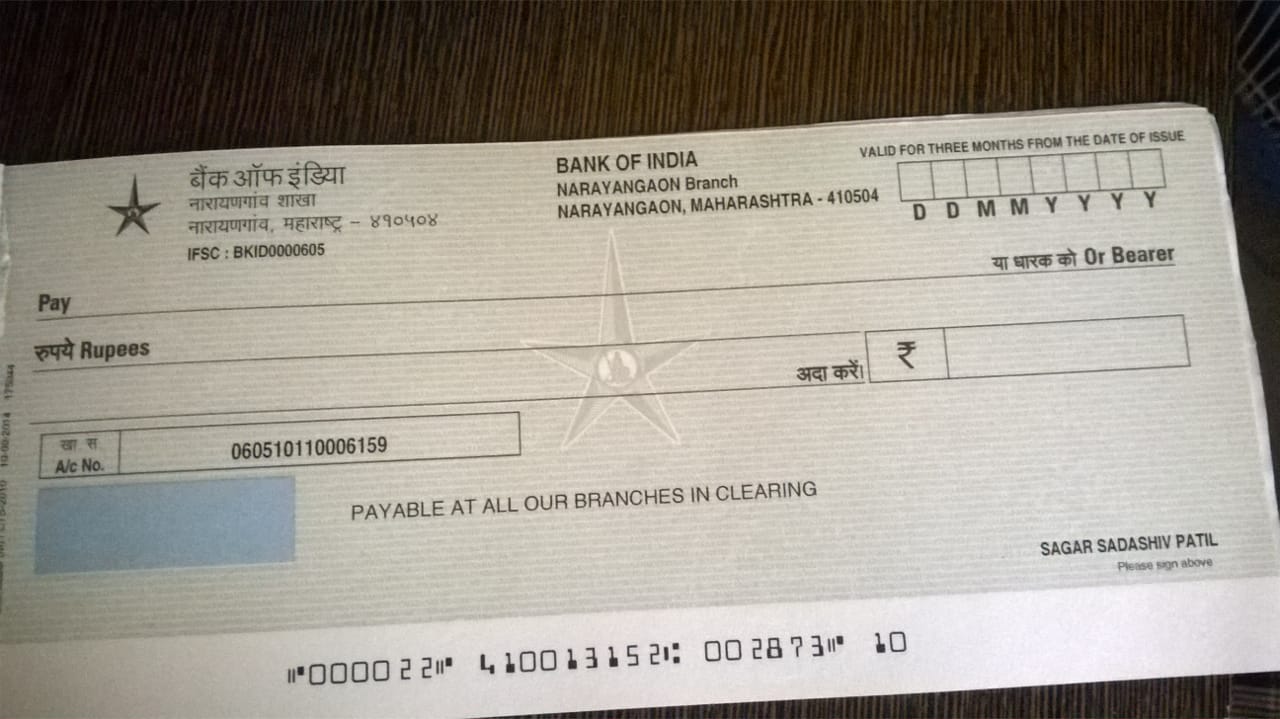 बैंक ऑफ इंडिया
नारायणगांव शाखा
नारायणगांव, महाराष्ट्र – ४१०५०४
IFSC : BKID0000605
BANK OF INDIA
NARAYANGAON Branch
NARAYANGAON, MAHARASHTRA - 410504
VALID FOR THREE MONTHS FROM THE DATE OF ISSUE
D D M M Y Y Y Y
Pay
या धारक को Or Bearer
रुपये Rupees
अदा करें।
₹
खा स
A/c No.
060510110006159
PAYABLE AT ALL OUR BRANCHES IN CLEARING
SAGAR SADASHIV PATIL
Please sign above
⑈000022⑈ 410013152⑆ 002873⑈ 10